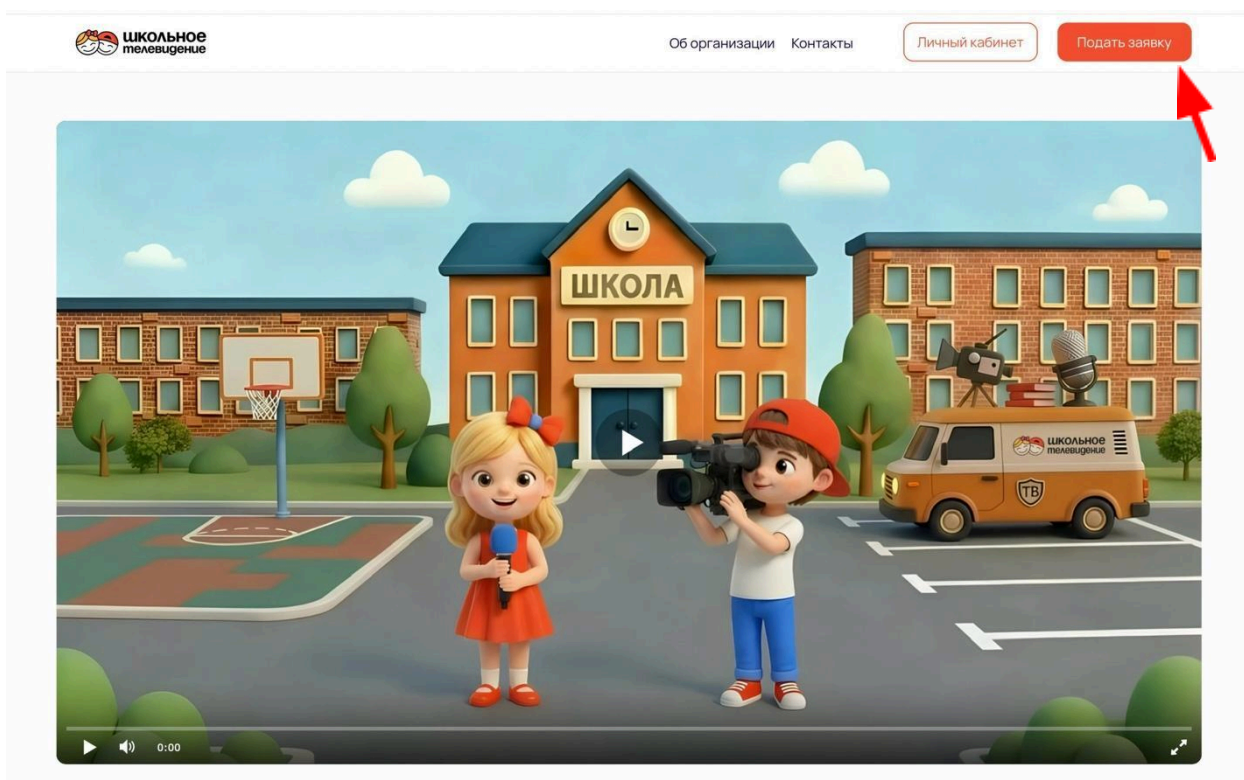 школьное
телевидение
Об организации Контакты Личный кабинет Подать заявку
ШКОЛА
школьное
телевидение
ТВ
0:00